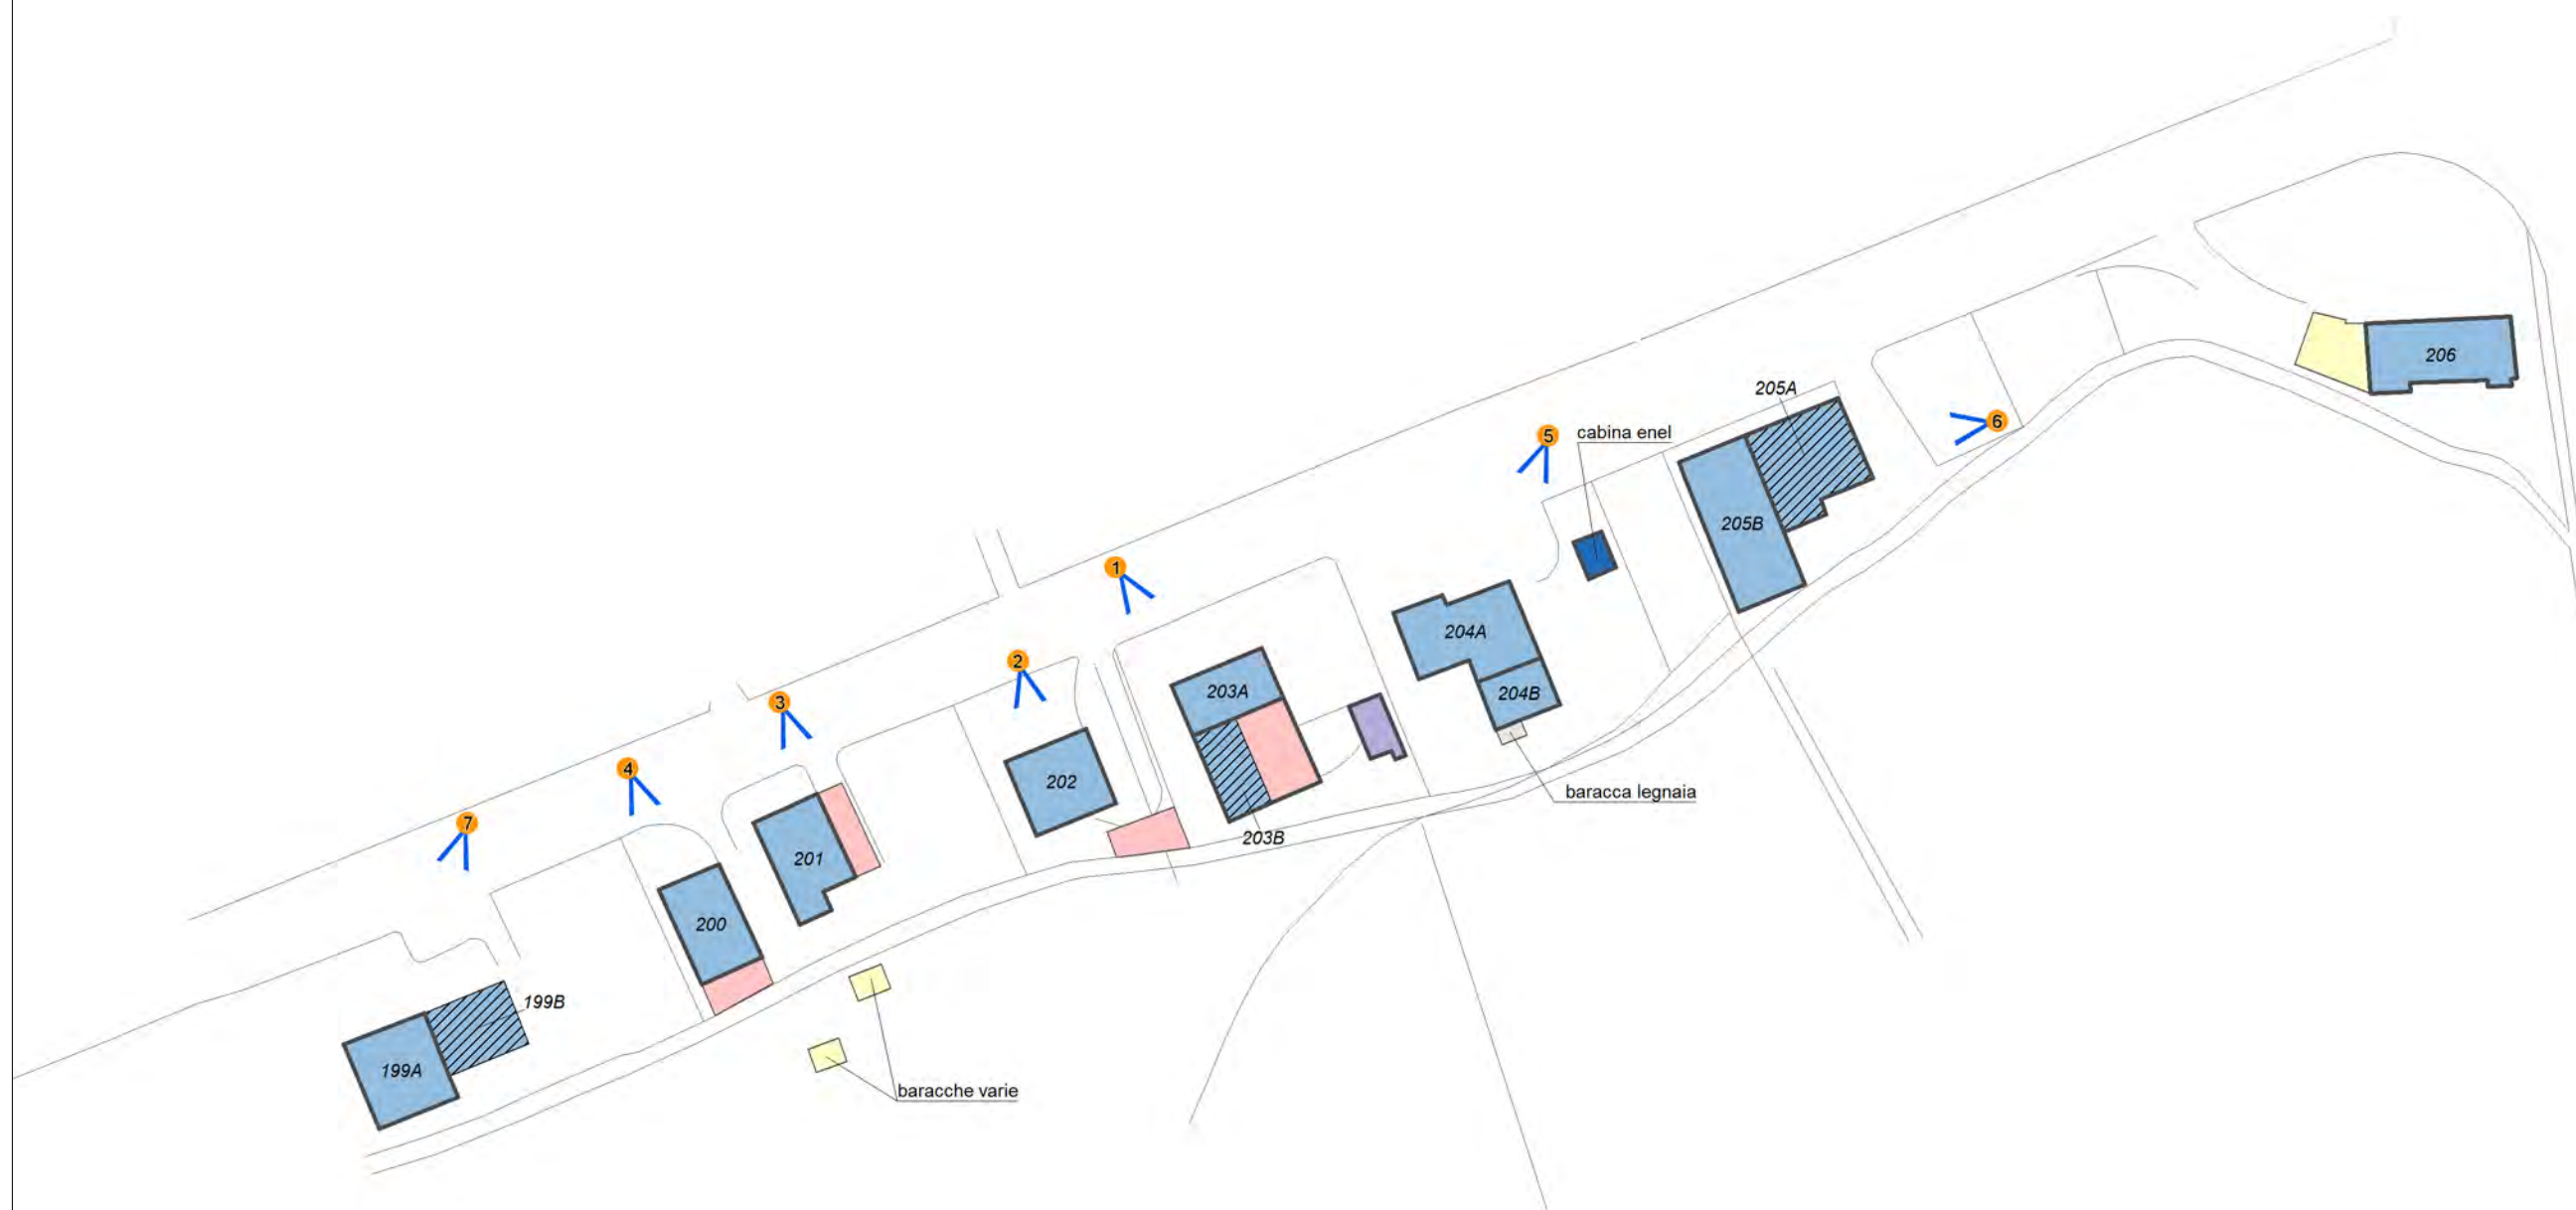 206
205A
6
5
cabina enel
205B
1
204A
2
203A
204B
3
4
202
baracca legnaia
7
201
203B
200
199B
199A
baracche varie